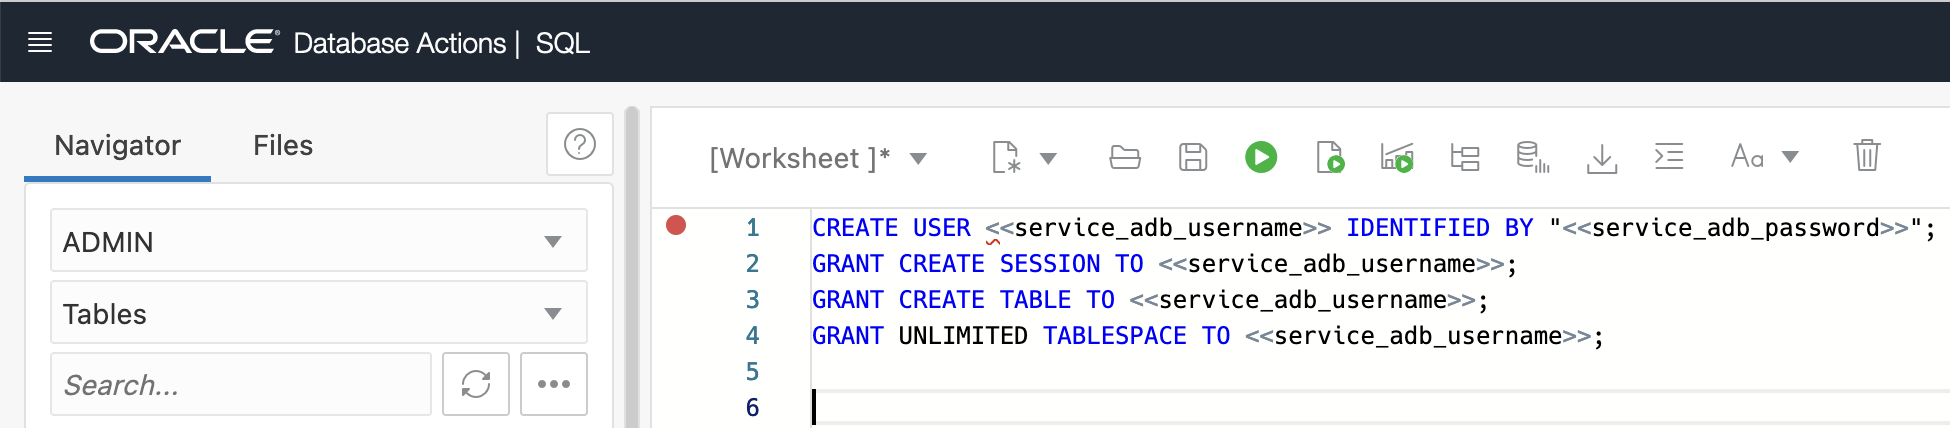 ORACLE Database Actions | SQL
Navigator Files
[Worksheet ]* Aa
ADMIN
Tables
Search...
1 CREATE USER <<service_adb_username>> IDENTIFIED BY "<<service_adb_password>>";
2 GRANT CREATE SESSION TO <<service_adb_username>>;
3 GRANT CREATE TABLE TO <<service_adb_username>>;
4 GRANT UNLIMITED TABLESPACE TO <<service_adb_username>>;
5
6